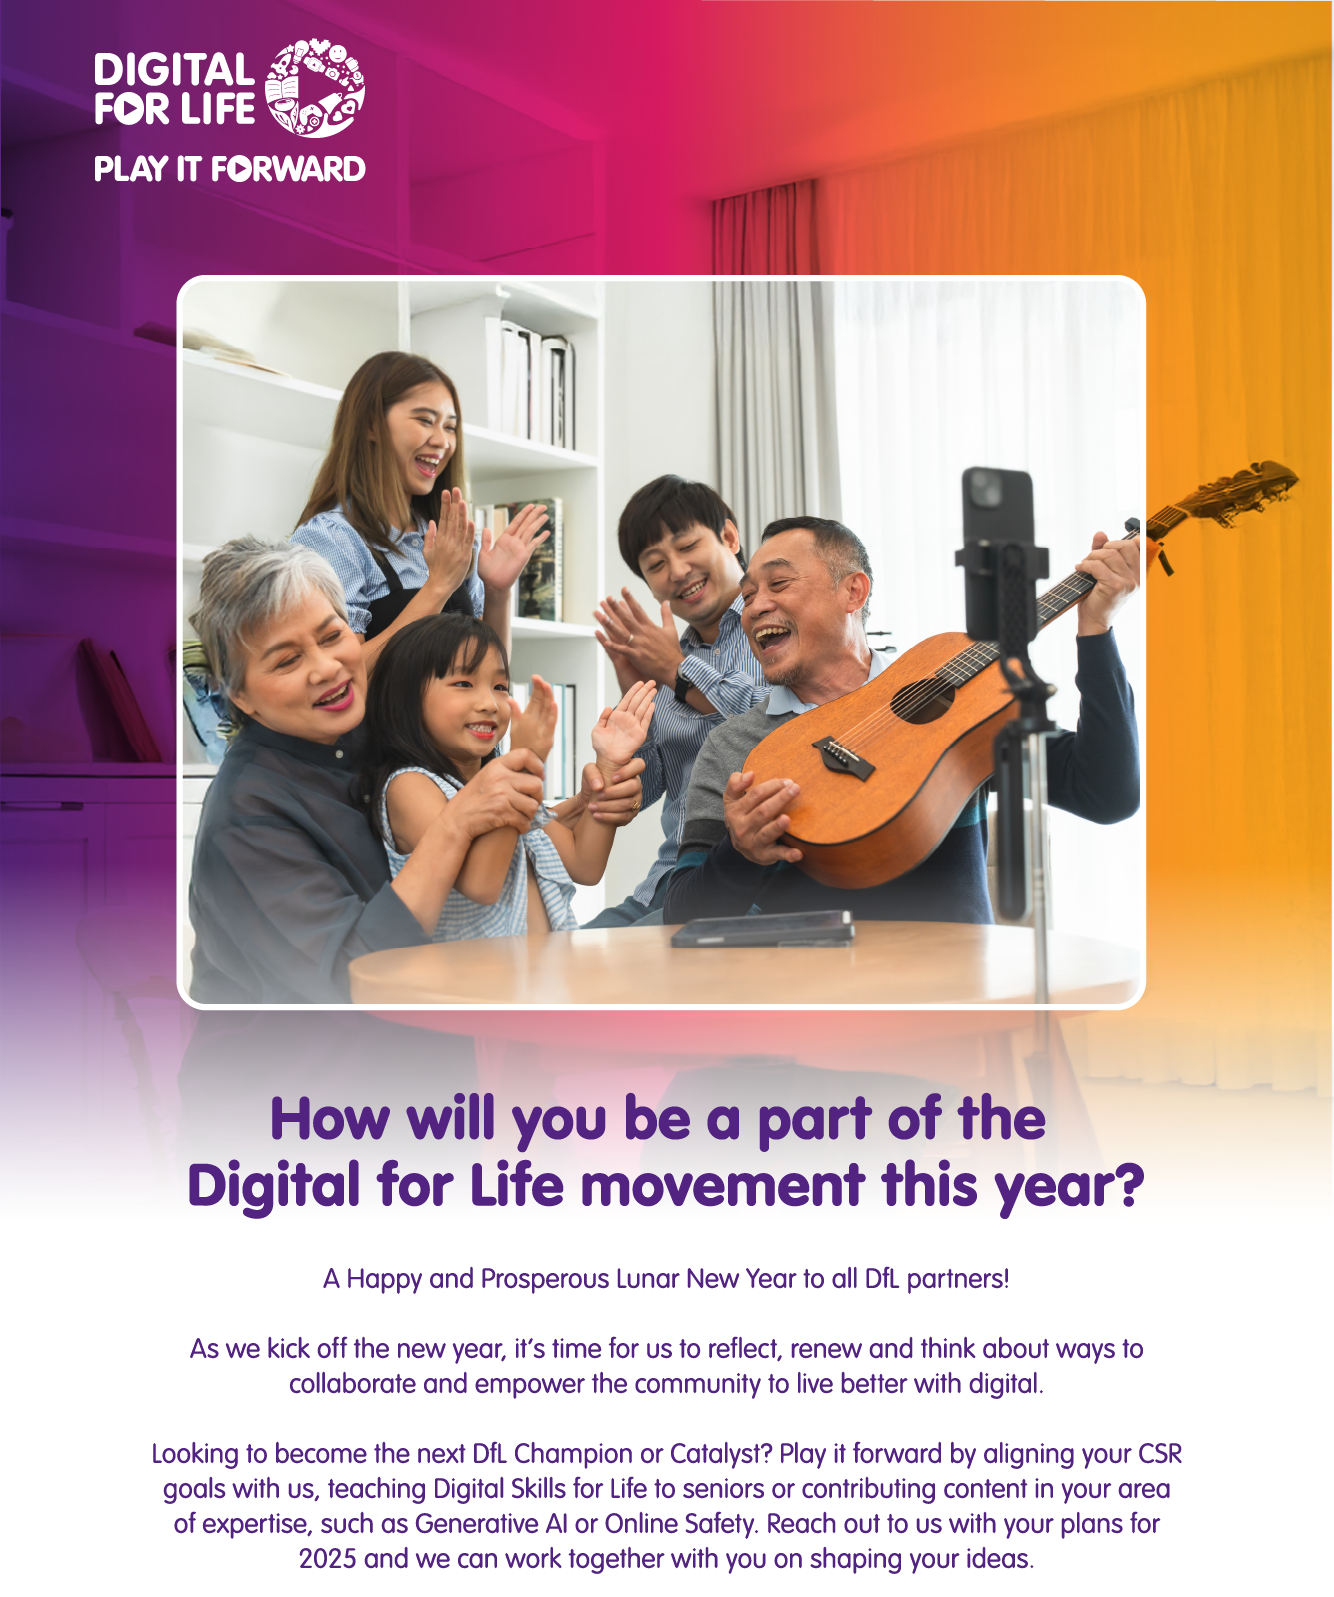 DIGITAL
FOR LIFE
PLAY IT FORWARD
How will you be a part of the
Digital for Life movement this year?
A Happy and Prosperous Lunar New Year to all DfL partners!
As we kick off the new year, it's time for us to reflect, renew and think about ways to
collaborate and empower the community to live better with digital.
Looking to become the next DfL Champion or Catalyst? Play it forward by aligning your CSR
goals with us, teaching Digital Skills for Life to seniors or contributing content in your area
of expertise, such as Generative AI or Online Safety. Reach out to us with your plans for
2025 and we can work together with you on shaping your ideas.